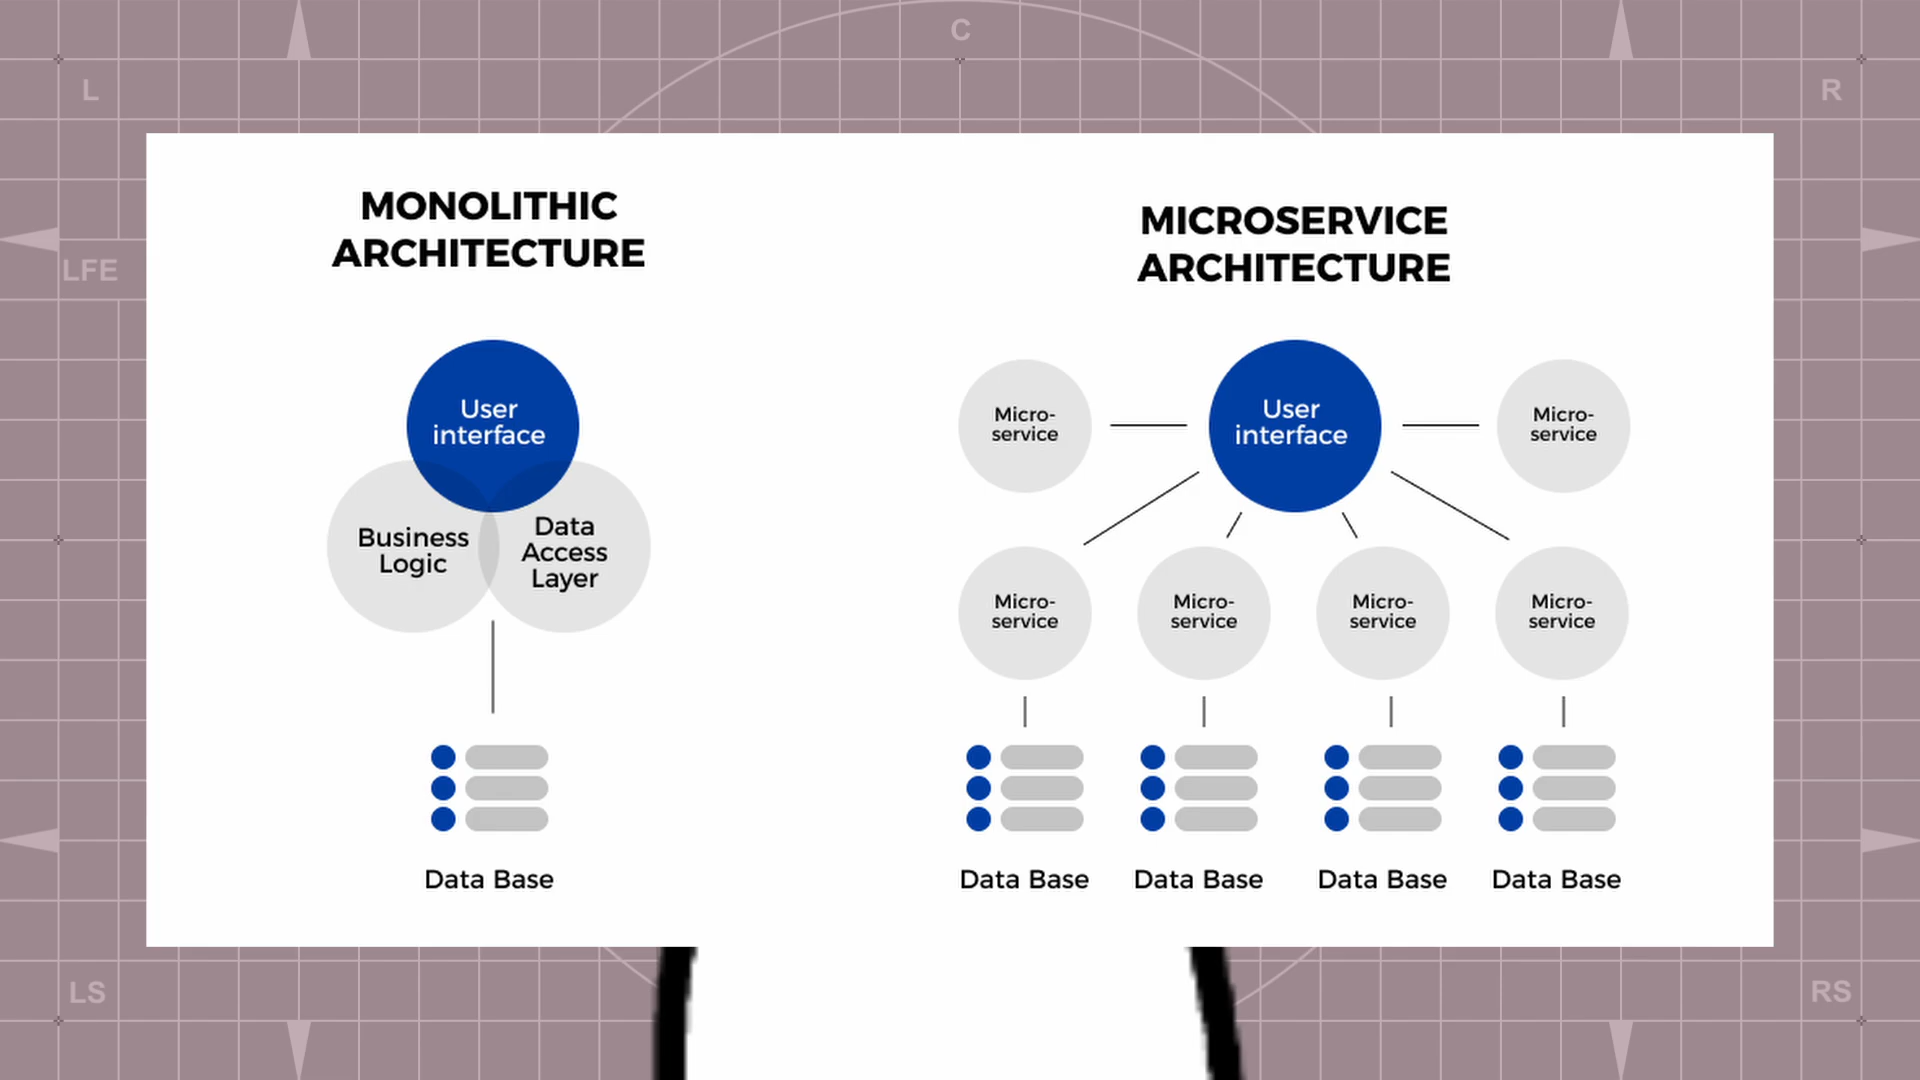 C
L
R
LFE
MONOLITHIC
ARCHITECTURE
User
interface
Business
Logic
Data
Access
Layer
Data Base
MICROSERVICE
ARCHITECTURE
Micro-
service
User
interface
Micro-
service
Micro-
service
Micro-
service
Micro-
service
Micro-
service
Data Base
Data Base
Data Base
Data Base
LS
RS